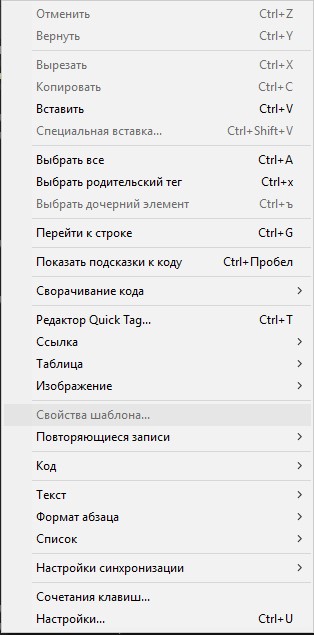 Отменить Ctrl+Z
Вернуть Ctrl+Y
Вырезать Ctrl+X
Копировать Ctrl+C
Вставить Ctrl+V
Специальная вставка... Ctrl+Shift+V
Выбрать все Ctrl+A
Выбрать родительский тег Ctrl+х
Выбрать дочерний элемент Ctrl+ъ
Перейти к строке Ctrl+G
Показать подсказки к коду Ctrl+Пробел
Сворачивание кода
Редактор Quick Tag... Ctrl+T
Ссылка
Таблица
Изображение
Свойства шаблона...
Повторяющиеся записи
Код
Текст
Формат абзаца
Список
Настройки синхронизации
Сочетания клавиш...
Настройки... Ctrl+U